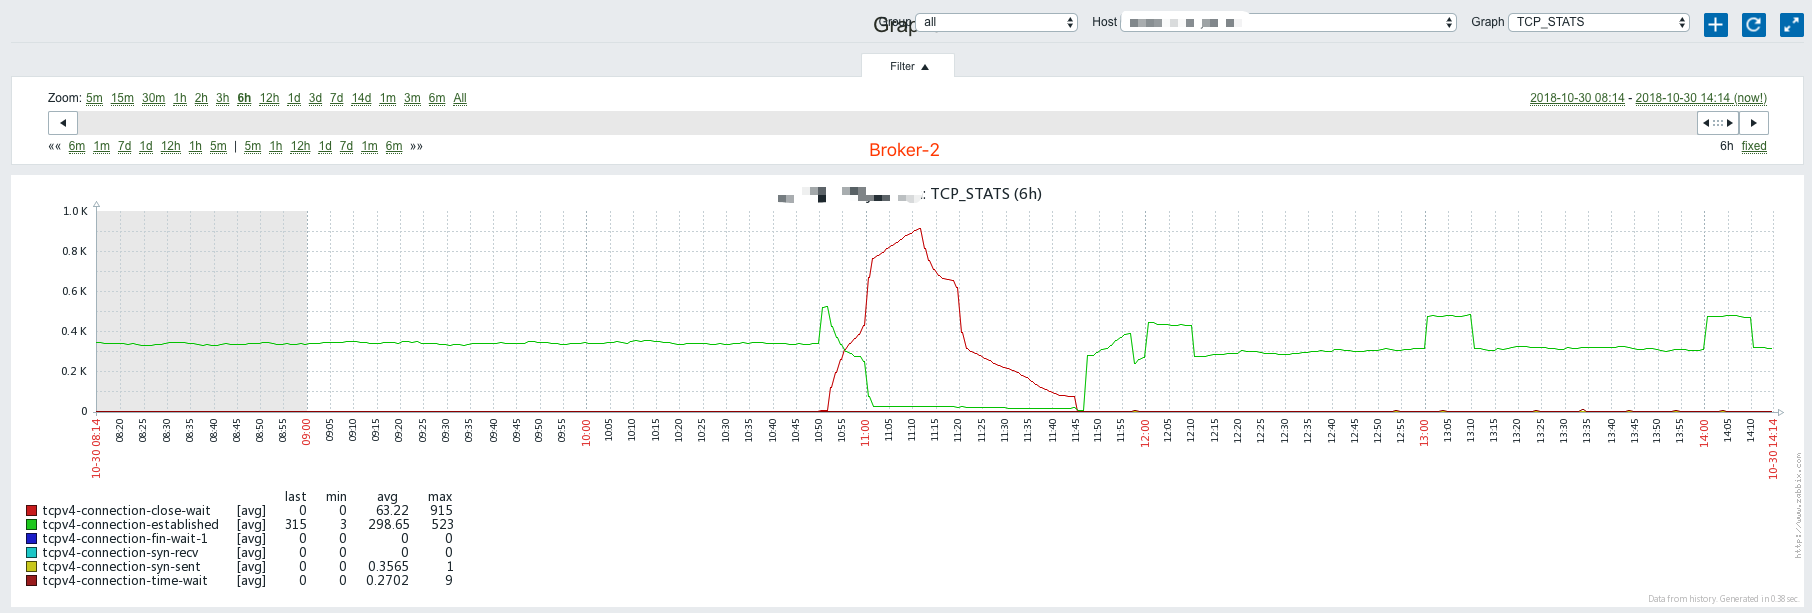 Graph
Group all Host Graph TCP_STATS
Filter ▲
Zoom: 5m 15m 30m 1h 2h 3h 6h 12h 1d 3d 7d 14d 1m 3m 6m All
2018-10-30 08:14 - 2018-10-30 14:14 (now!)
«« 6m 1m 7d 1d 12h 1h 5m | 5m 1h 12h 1d 7d 1m 6m »»
6h fixed
Broker-2
: TCP_STATS (6h)
1.0 K
0.8 K
0.6 K
0.4 K
0.2 K
0
10-30 08:14 08:20 08:25 08:30 08:35 08:40 08:45 08:50 08:55 09:00 09:05 09:10 09:15 09:20 09:25 09:30 09:35 09:40 09:45 09:50 09:55 10:00 10:05 10:10 10:15 10:20 10:25 10:30 10:35 10:40 10:45 10:50 10:55 11:00 11:05 11:10 11:15 11:20 11:25 11:30 11:35 11:40 11:45 11:50 11:55 12:00 12:05 12:10 12:15 12:20 12:25 12:30 12:35 12:40 12:45 12:50 12:55 13:00 13:05 13:10 13:15 13:20 13:25 13:30 13:35 13:40 13:45 13:50 13:55 14:00 14:05 14:10 10-30 14:14
last min avg max
tcpv4-connection-close-wait [avg] 0 0 63.22 915
tcpv4-connection-established [avg] 315 3 298.65 523
tcpv4-connection-fin-wait-1 [avg] 0 0 0 0
tcpv4-connection-syn-recv [avg] 0 0 0 0
tcpv4-connection-syn-sent [avg] 0 0 0.3565 1
tcpv4-connection-time-wait [avg] 0 0 0.2702 9
http://www.zabbix.com
Data from history. Generated in 0.38 sec.